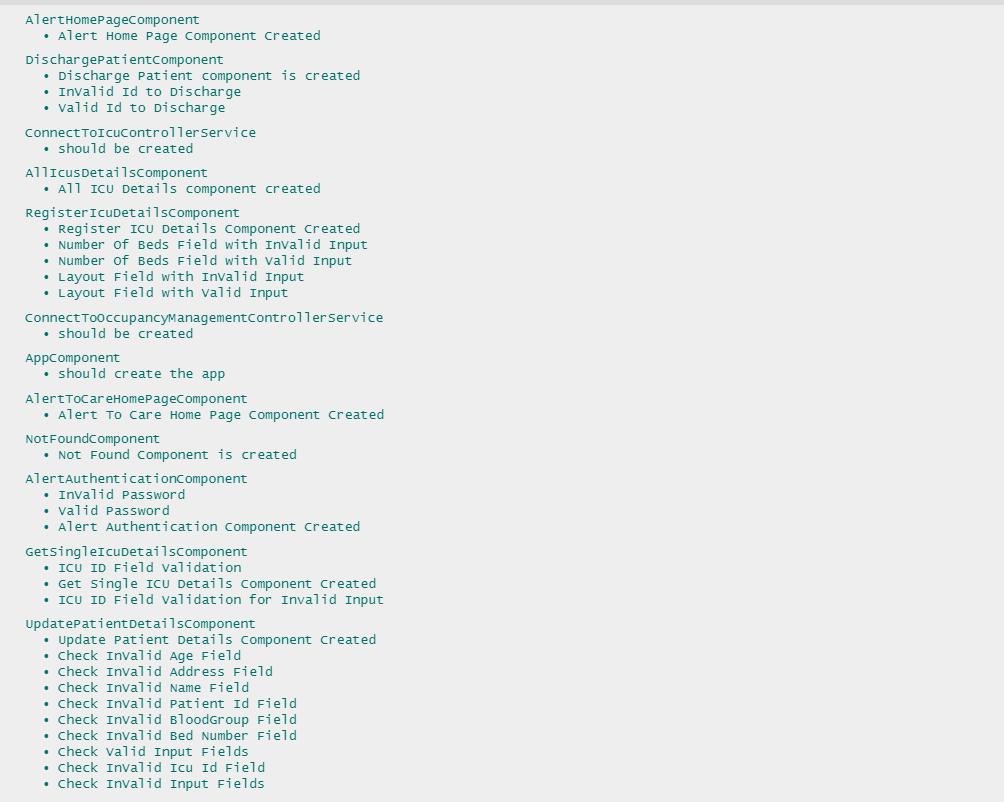 AlertHomePageComponent
• Alert Home Page Component Created
DischargePatientComponent
• Discharge Patient component is created
• InValid Id to Discharge
• Valid Id to Discharge
ConnectToIcuControllerService
• should be created
AllIcusDetailsComponent
• All ICU Details component created
RegisterIcuDetailsComponent
• Register ICU Details Component Created
• Number Of Beds Field with InValid Input
• Number Of Beds Field with Valid Input
• Layout Field with InValid Input
• Layout Field with Valid Input
ConnectToOccupancyManagementControllerService
• should be created
AppComponent
• should create the app
AlertToCareHomePageComponent
• Alert To Care Home Page Component Created
NotFoundComponent
• Not Found Component is created
AlertAuthenticationComponent
• InValid Password
• Valid Password
• Alert Authentication Component Created
GetSingleIcuDetailsComponent
• ICU ID Field Validation
• Get Single ICU Details Component Created
• ICU ID Field Validation for Invalid Input
UpdatePatientDetailsComponent
• Update Patient Details Component Created
• Check InValid Age Field
• Check InValid Address Field
• Check InValid Name Field
• Check InValid Patient Id Field
• Check InValid BloodGroup Field
• Check InValid Bed Number Field
• Check Valid Input Fields
• Check InValid Icu Id Field
• Check InValid Input Fields